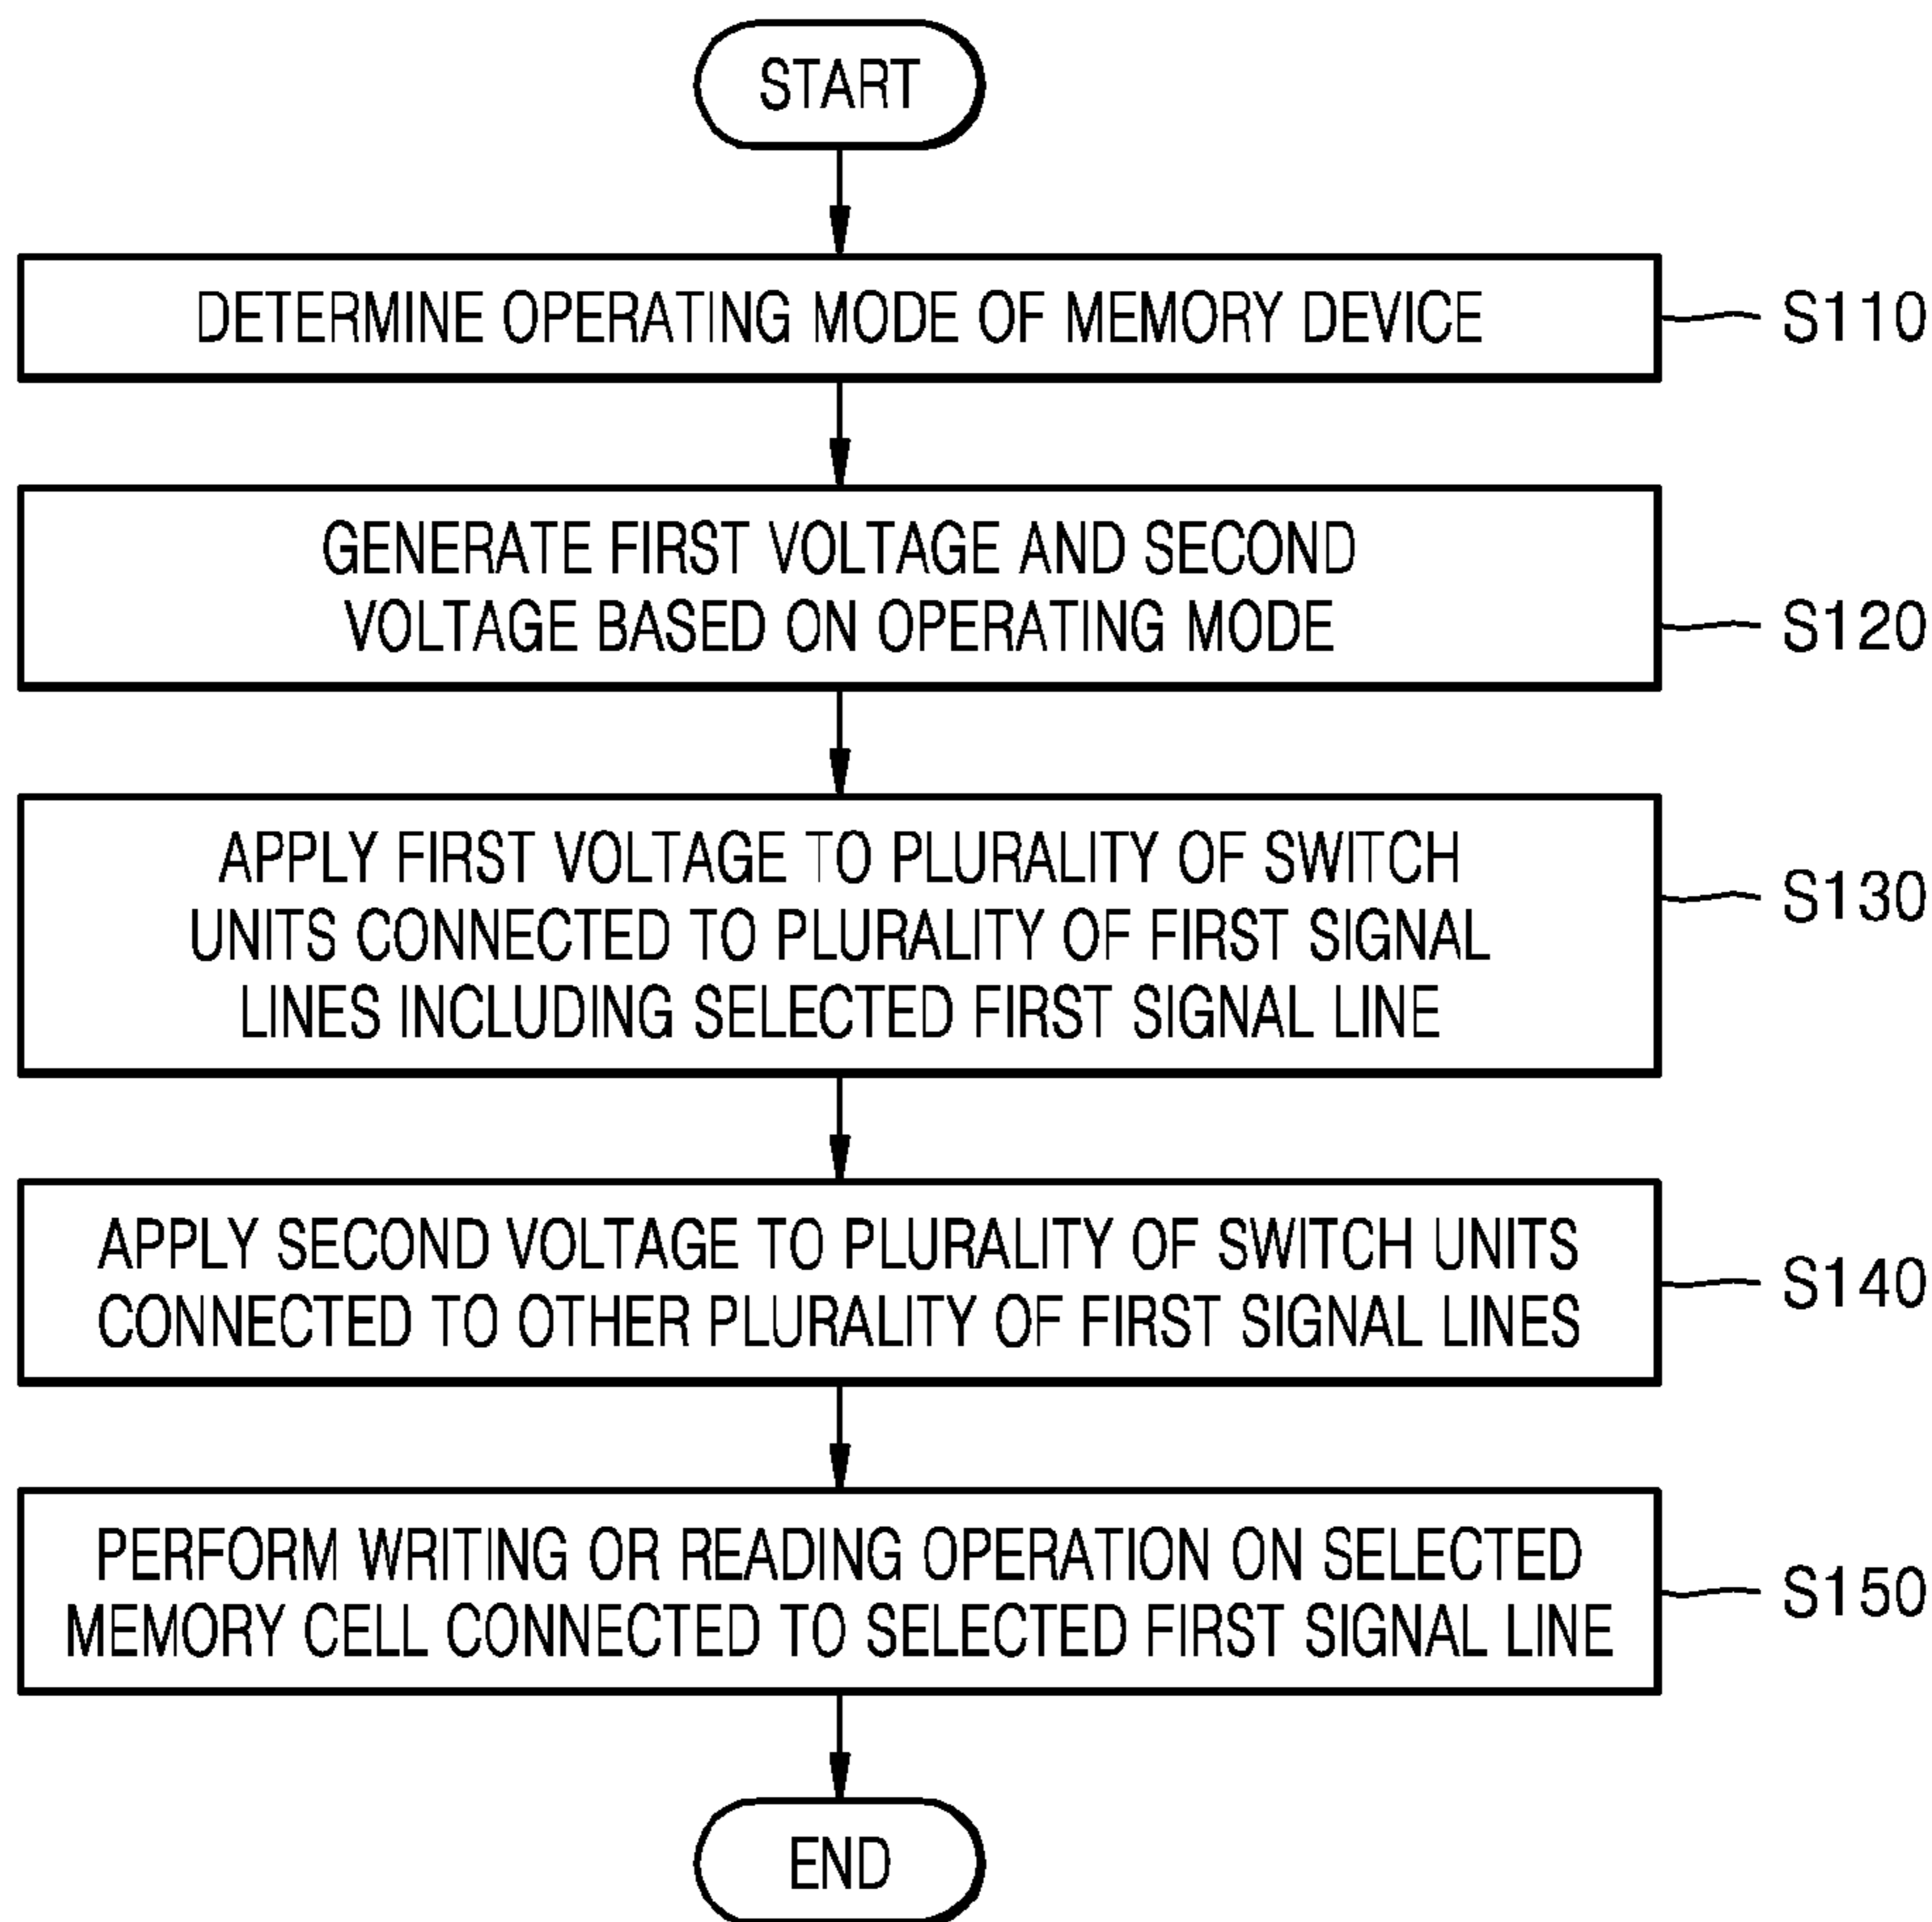 START
DETERMINE OPERATING MODE OF MEMORY DEVICE
S110
GENERATE FIRST VOLTAGE AND SECOND
VOLTAGE BASED ON OPERATING MODE
S120
APPLY FIRST VOLTAGE TO PLURALITY OF SWITCH
UNITS CONNECTED TO PLURALITY OF FIRST SIGNAL
LINES INCLUDING SELECTED FIRST SIGNAL LINE
S130
APPLY SECOND VOLTAGE TO PLURALITY OF SWITCH UNITS
CONNECTED TO OTHER PLURALITY OF FIRST SIGNAL LINES
S140
PERFORM WRITING OR READING OPERATION ON SELECTED
MEMORY CELL CONNECTED TO SELECTED FIRST SIGNAL LINE
S150
END